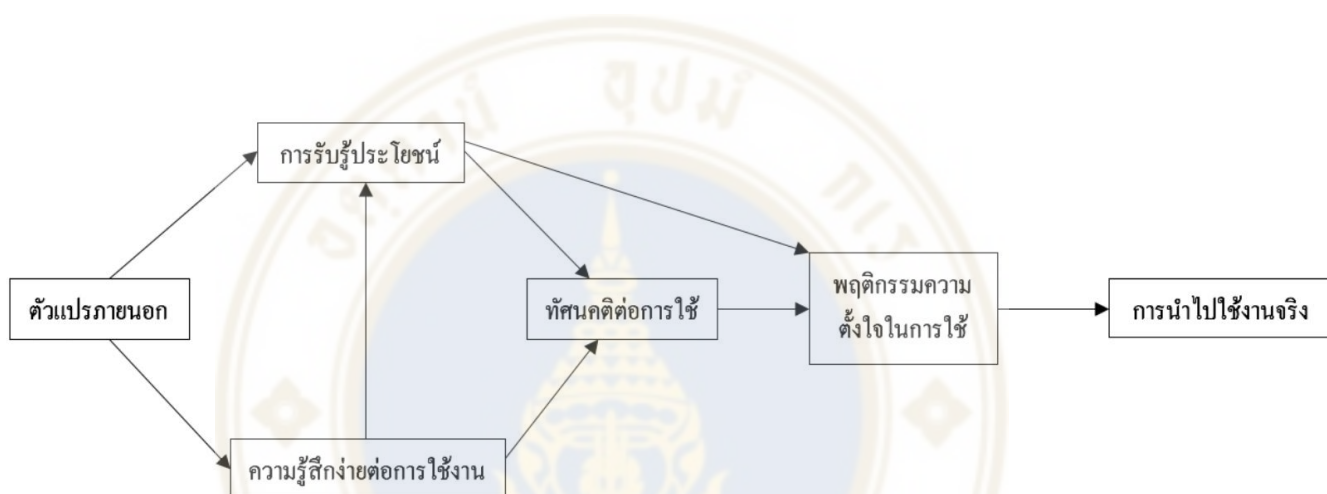 การรับรู้ประโยชน์
ตัวแปรภายนอก
ทัศนคติต่อการใช้
พฤติกรรมความ
ตั้งใจในการใช้
การนำไปใช้งานจริง
ความรู้สึกง่ายต่อการใช้งาน